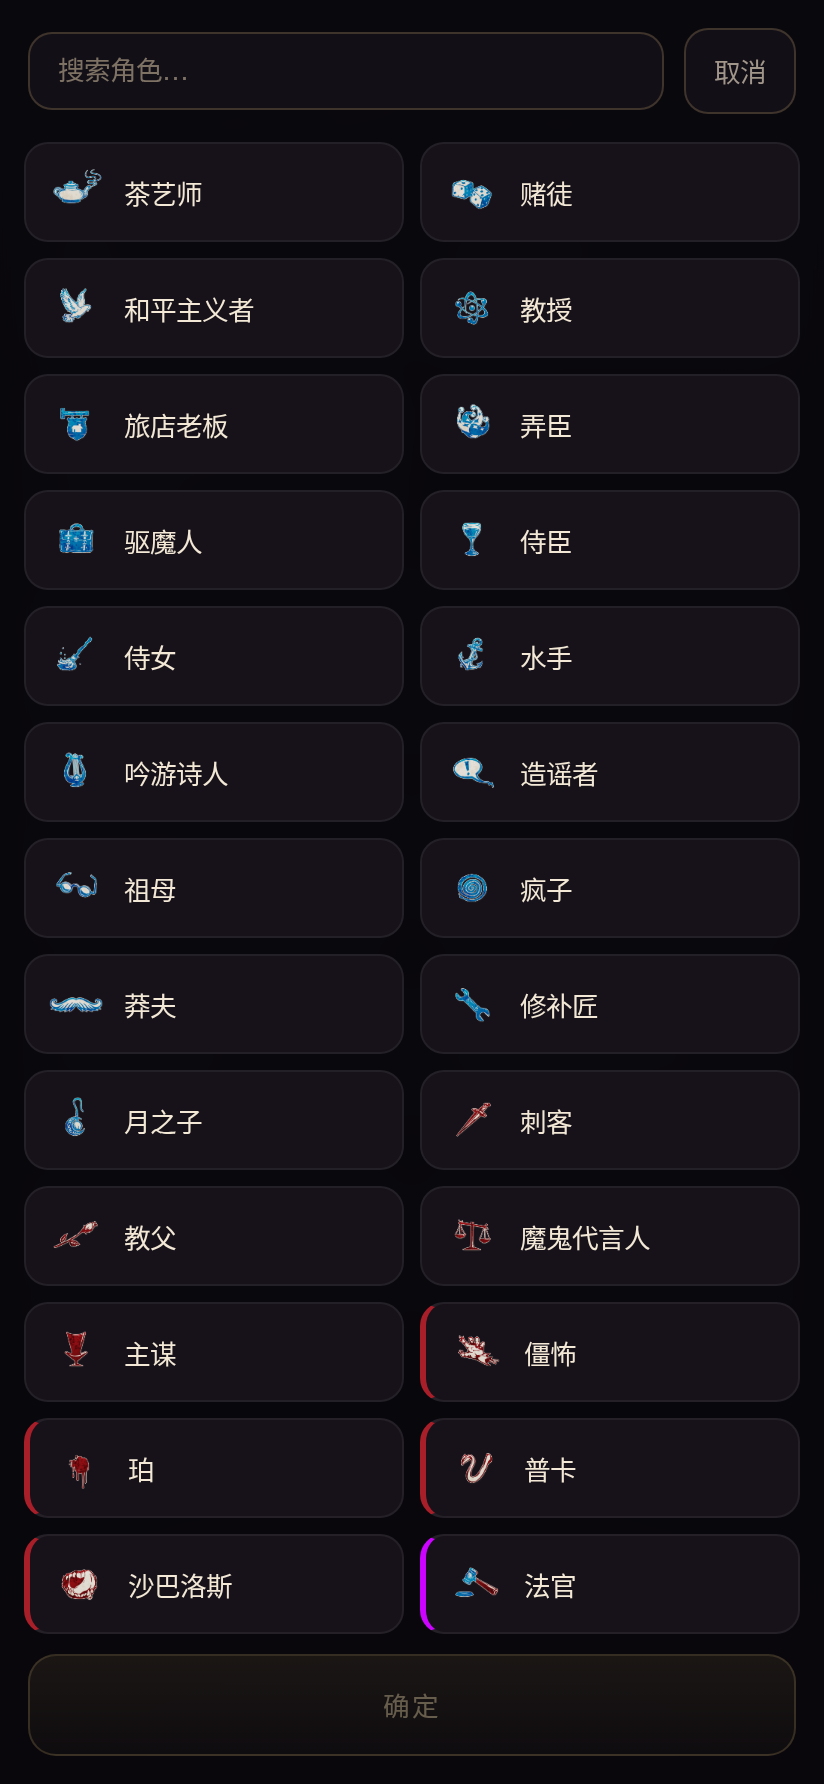 搜索角色...
取消
茶艺师
赌徒
和平主义者
教授
旅店老板
弄臣
驱魔人
侍臣
侍女
水手
吟游诗人
造谣者
祖母
疯子
莽夫
修补匠
月之子
刺客
教父
魔鬼代言人
主谋
僵怖
珀
普卡
沙巴洛斯
法官
确定